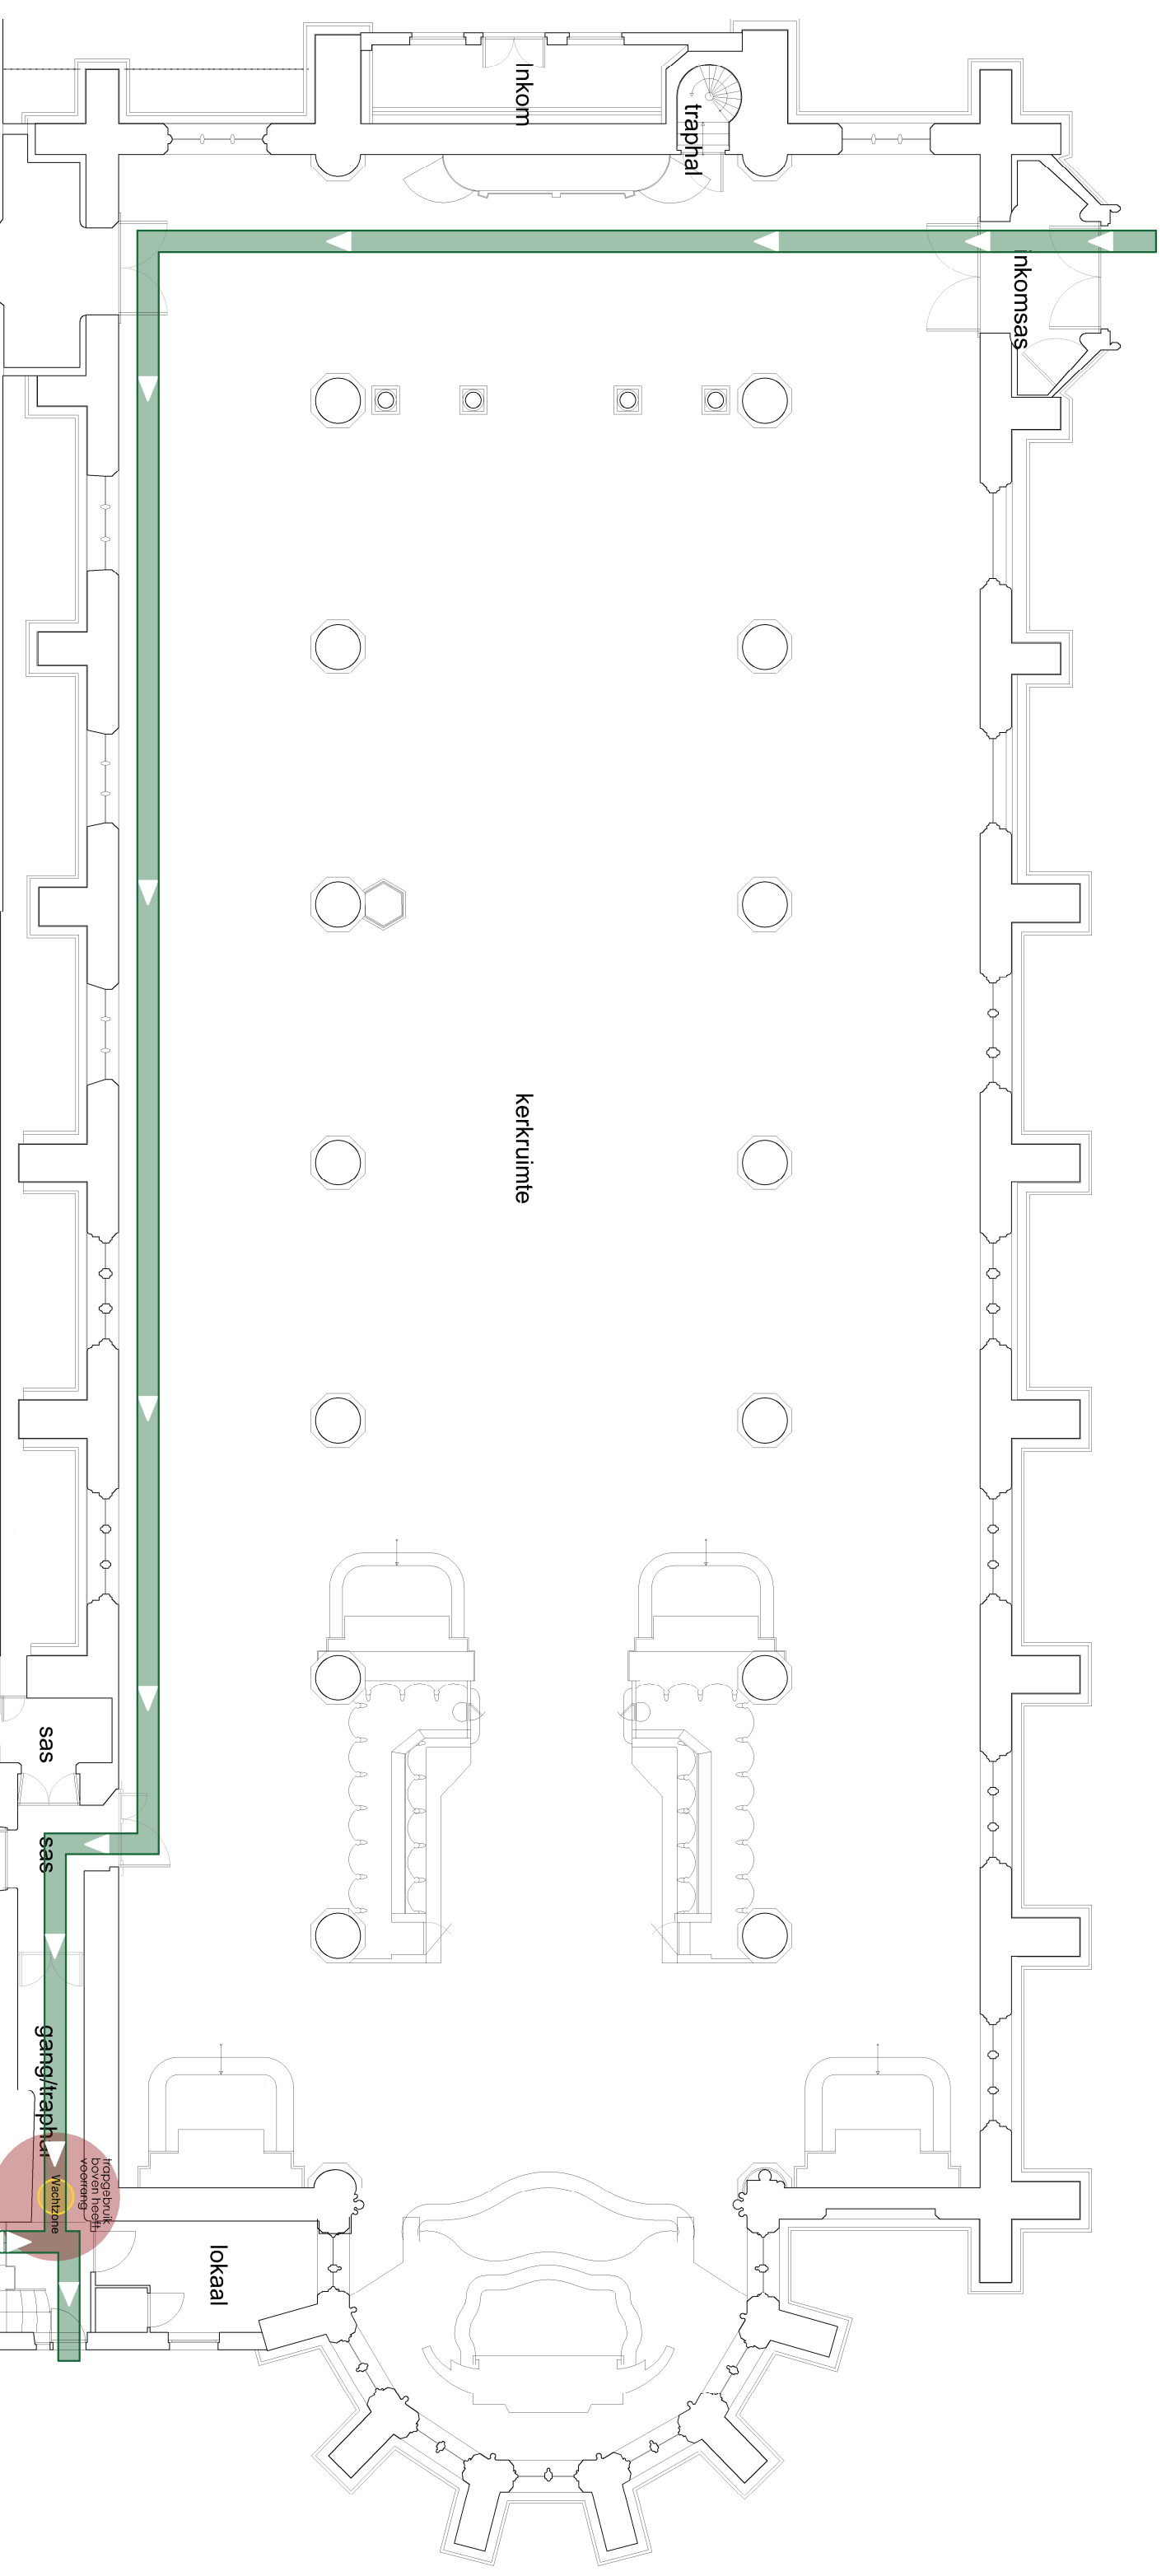 Inkom
traphal
inkomsas
kerkruimte
sas
sas
gang/traphal
trapgebruik
boven heeft
voorrang
Wachtzone
lokaal